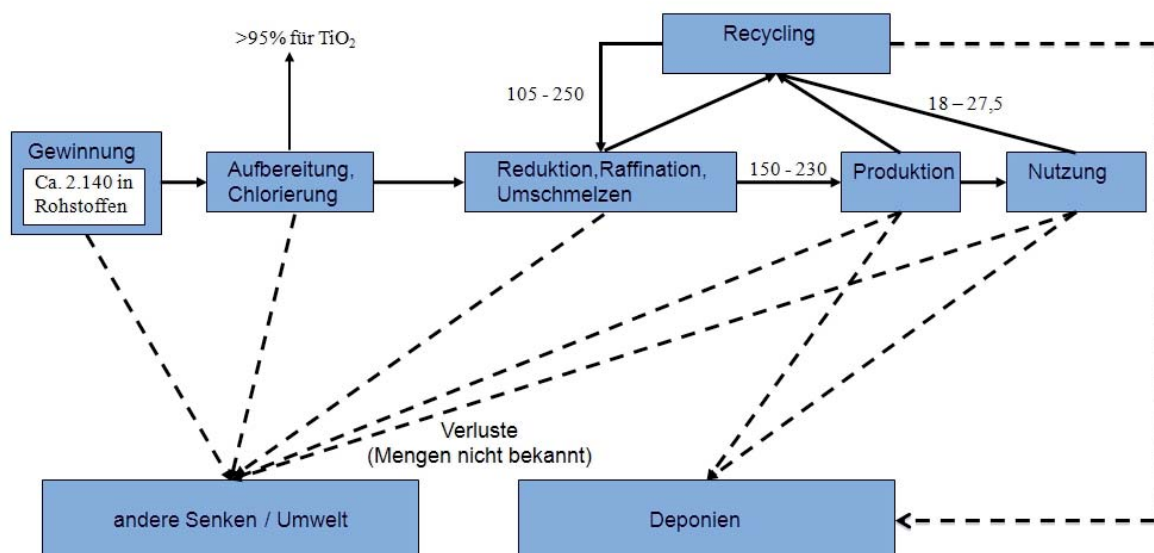 >95% für TiO₂
Recycling
105 - 250
18 – 27,5
Gewinnung
Ca. 2.140 in
Rohstoffen
Aufbereitung,
Chlorierung
Reduktion,Raffination,
Umschmelzen
150 - 230
Produktion
Nutzung
Verluste
(Mengen nicht bekannt)
andere Senken / Umwelt
Deponien